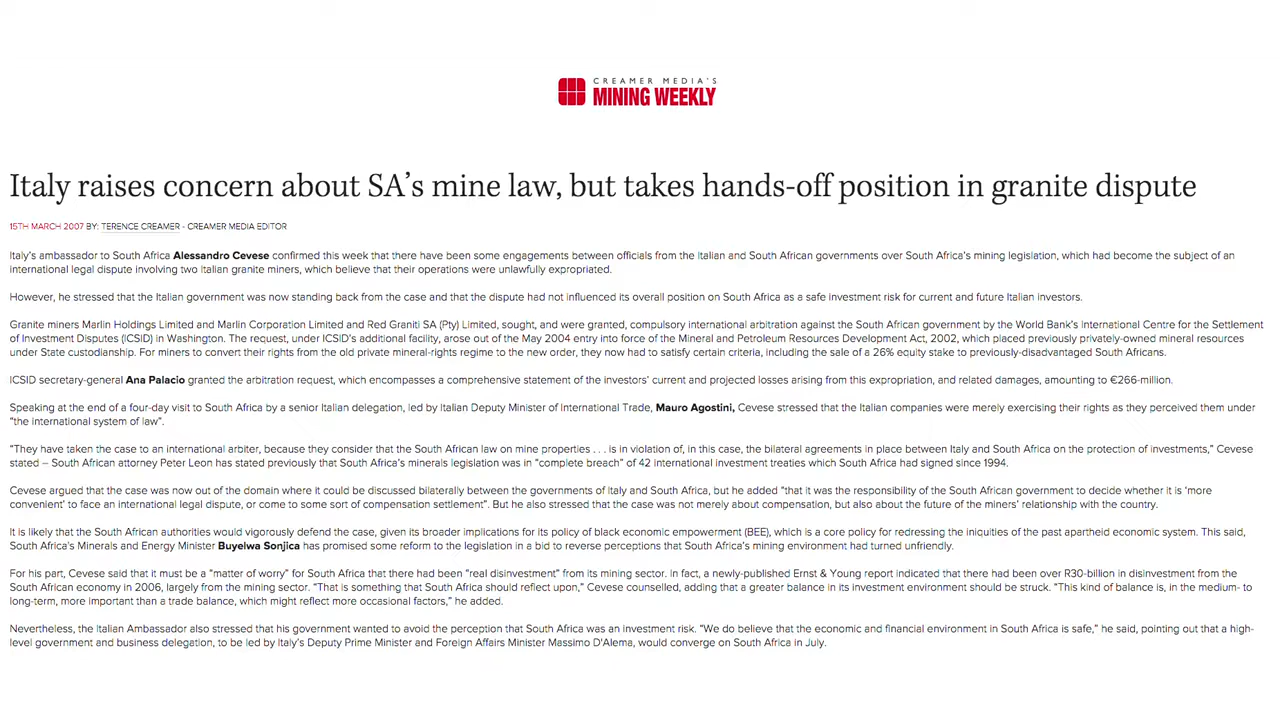 CREAMER MEDIA'S
MINING WEEKLY
Italy raises concern about SA's mine law, but takes hands-off position in granite dispute
15TH MARCH 2007 BY: TERENCE CREAMER - CREAMER MEDIA EDITOR
Italy's ambassador to South Africa Alessandro Cevese confirmed this week that there have been some engagements between officials from the Italian and South African governments over South Africa's mining legislation, which had become the subject of an
international legal dispute involving two Italian granite miners, which believe that their operations were unlawfully expropriated.
However, he stressed that the Italian government was now standing back from the case and that the dispute had not influenced its overall position on South Africa as a safe investment risk for current and future Italian investors.
Granite miners Marlin Holdings Limited and Marlin Corporation Limited and Red Graniti SA (Pty) Limited, sought, and were granted, compulsory international arbitration against the South African government by the World Bank's International Centre for the Settlement
of Investment Disputes (ICSID) in Washington. The request, under ICSID's additional facility, arose out of the May 2004 entry into force of the Mineral and Petroleum Resources Development Act, 2002, which placed previously privately-owned mineral resources
under State custodianship. For miners to convert their rights from the old private mineral-rights regime to the new order, they now had to satisfy certain criteria, including the sale of a 26% equity stake to previously-disadvantaged South Africans.
ICSID secretary-general Ana Palacio granted the arbitration request, which encompasses a comprehensive statement of the investors' current and projected losses arising from this expropriation, and related damages, amounting to €266-million.
Speaking at the end of a four-day visit to South Africa by a senior Italian delegation, led by Italian Deputy Minister of International Trade, Mauro Agostini, Cevese stressed that the Italian companies were merely exercising their rights as they perceived them under
"the international system of law".
"They have taken the case to an international arbiter, because they consider that the South African law on mine properties . . . is in violation of, in this case, the bilateral agreements in place between Italy and South Africa on the protection of investments," Cevese
stated – South African attorney Peter Leon has stated previously that South Africa's minerals legislation was in "complete breach" of 42 international investment treaties which South Africa had signed since 1994.
Cevese argued that the case was now out of the domain where it could be discussed bilaterally between the governments of Italy and South Africa, but he added "that it was the responsibility of the South African government to decide whether it is 'more
convenient' to face an international legal dispute, or come to some sort of compensation settlement". But he also stressed that the case was not merely about compensation, but also about the future of the miners' relationship with the country.
It is likely that the South African authorities would vigorously defend the case, given its broader implications for its policy of black economic empowerment (BEE), which is a core policy for redressing the iniquities of the past apartheid economic system. This said,
South Africa's Minerals and Energy Minister Buyelwa Sonjica has promised some reform to the legislation in a bid to reverse perceptions that South Africa's mining environment had turned unfriendly.
For his part, Cevese said that it must be a "matter of worry" for South Africa that there had been "real disinvestment" from its mining sector. In fact, a newly-published Ernst & Young report indicated that there had been over R30-billion in disinvestment from the
South African economy in 2006, largely from the mining sector. "That is something that South Africa should reflect upon," Cevese counselled, adding that a greater balance in its investment environment should be struck. "This kind of balance is, in the medium- to
long-term, more important than a trade balance, which might reflect more occasional factors," he added.
Nevertheless, the Italian Ambassador also stressed that his government wanted to avoid the perception that South Africa was an investment risk. "We do believe that the economic and financial environment in South Africa is safe," he said, pointing out that a high-
level government and business delegation, to be led by Italy's Deputy Prime Minister and Foreign Affairs Minister Massimo D'Alema, would converge on South Africa in July.